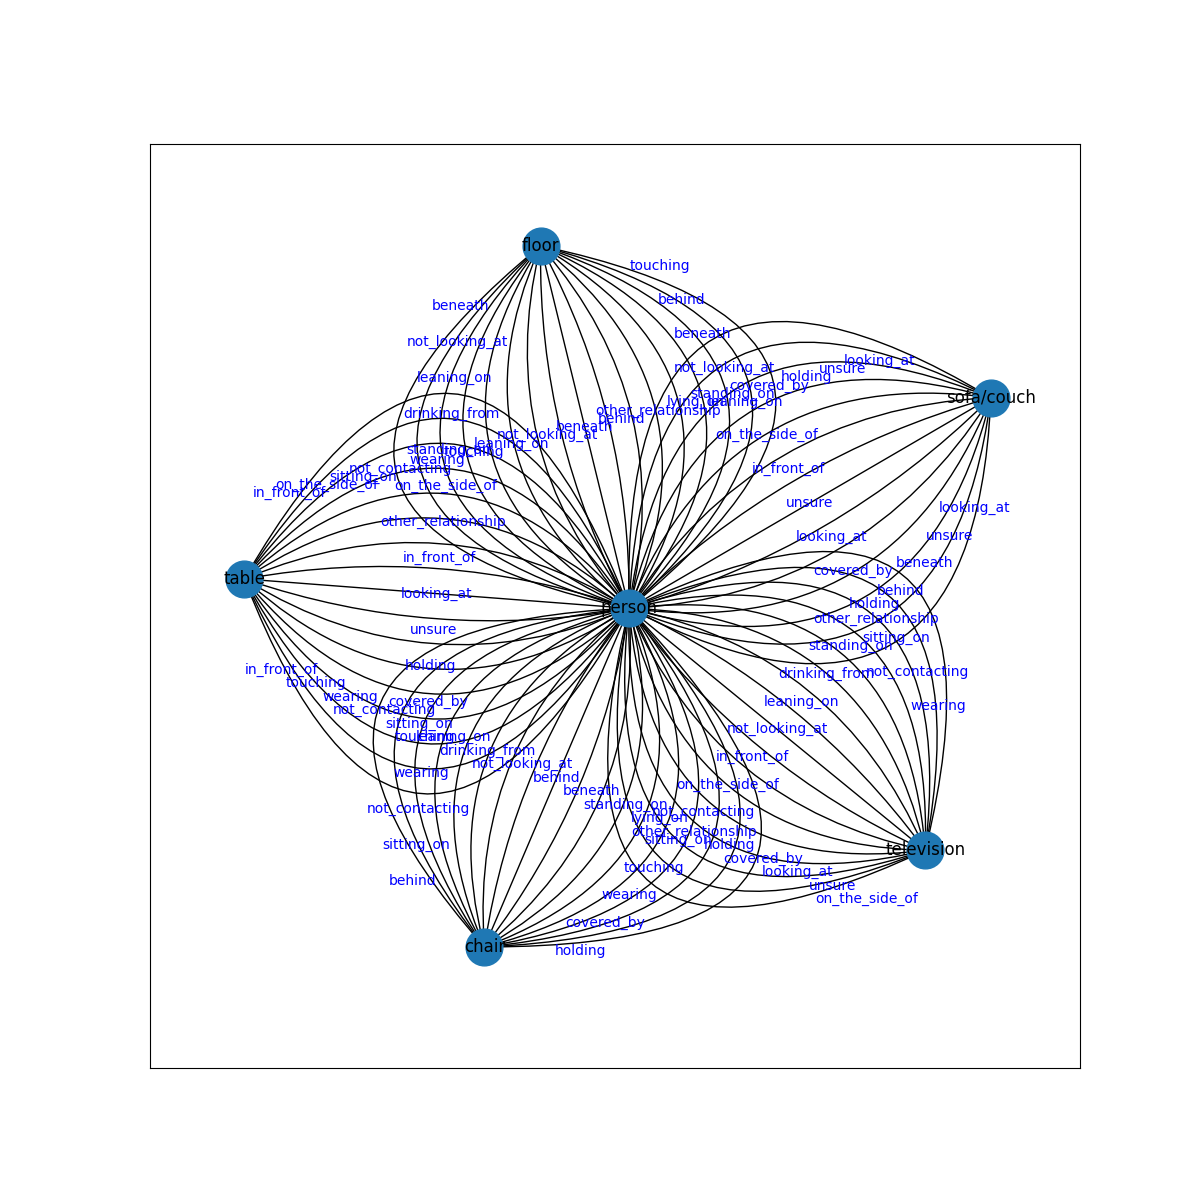 floor
touching
beneath
behind
not_looking_at
beneath
looking_at
unsure
not_looking_at
holding
leaning_on
covered_by
standing_on
sofa/couch
leaning_on
drinking_from
other_relationship
behind
beneath
not_looking_at
on_the_side_of
leaning_on
touching
wearing
not_contacting
in_front_of
sitting_on
on_the_side_of
on_the_side_of
in_front_of
unsure
looking_at
other_relationship
looking_at
unsure
in_front_of
beneath
covered_by
table
behind
looking_at
holding
person
other_relationship
unsure
sitting_on
standing_on
holding
in_front_of
not_contacting
drinking_from
touching
wearing
leaning_on
covered_by
wearing
not_contacting
sitting_on
not_looking_at
leaning_on
drinking_from
in_front_of
not_looking_at
wearing
behind
on_the_side_of
beneath
standing_on
not_contacting
not_contacting
lying_on
other_relationship
sitting_on
sitting_on
holding
television
covered_by
touching
looking_at
behind
unsure
wearing
on_the_side_of
covered_by
chair
holding